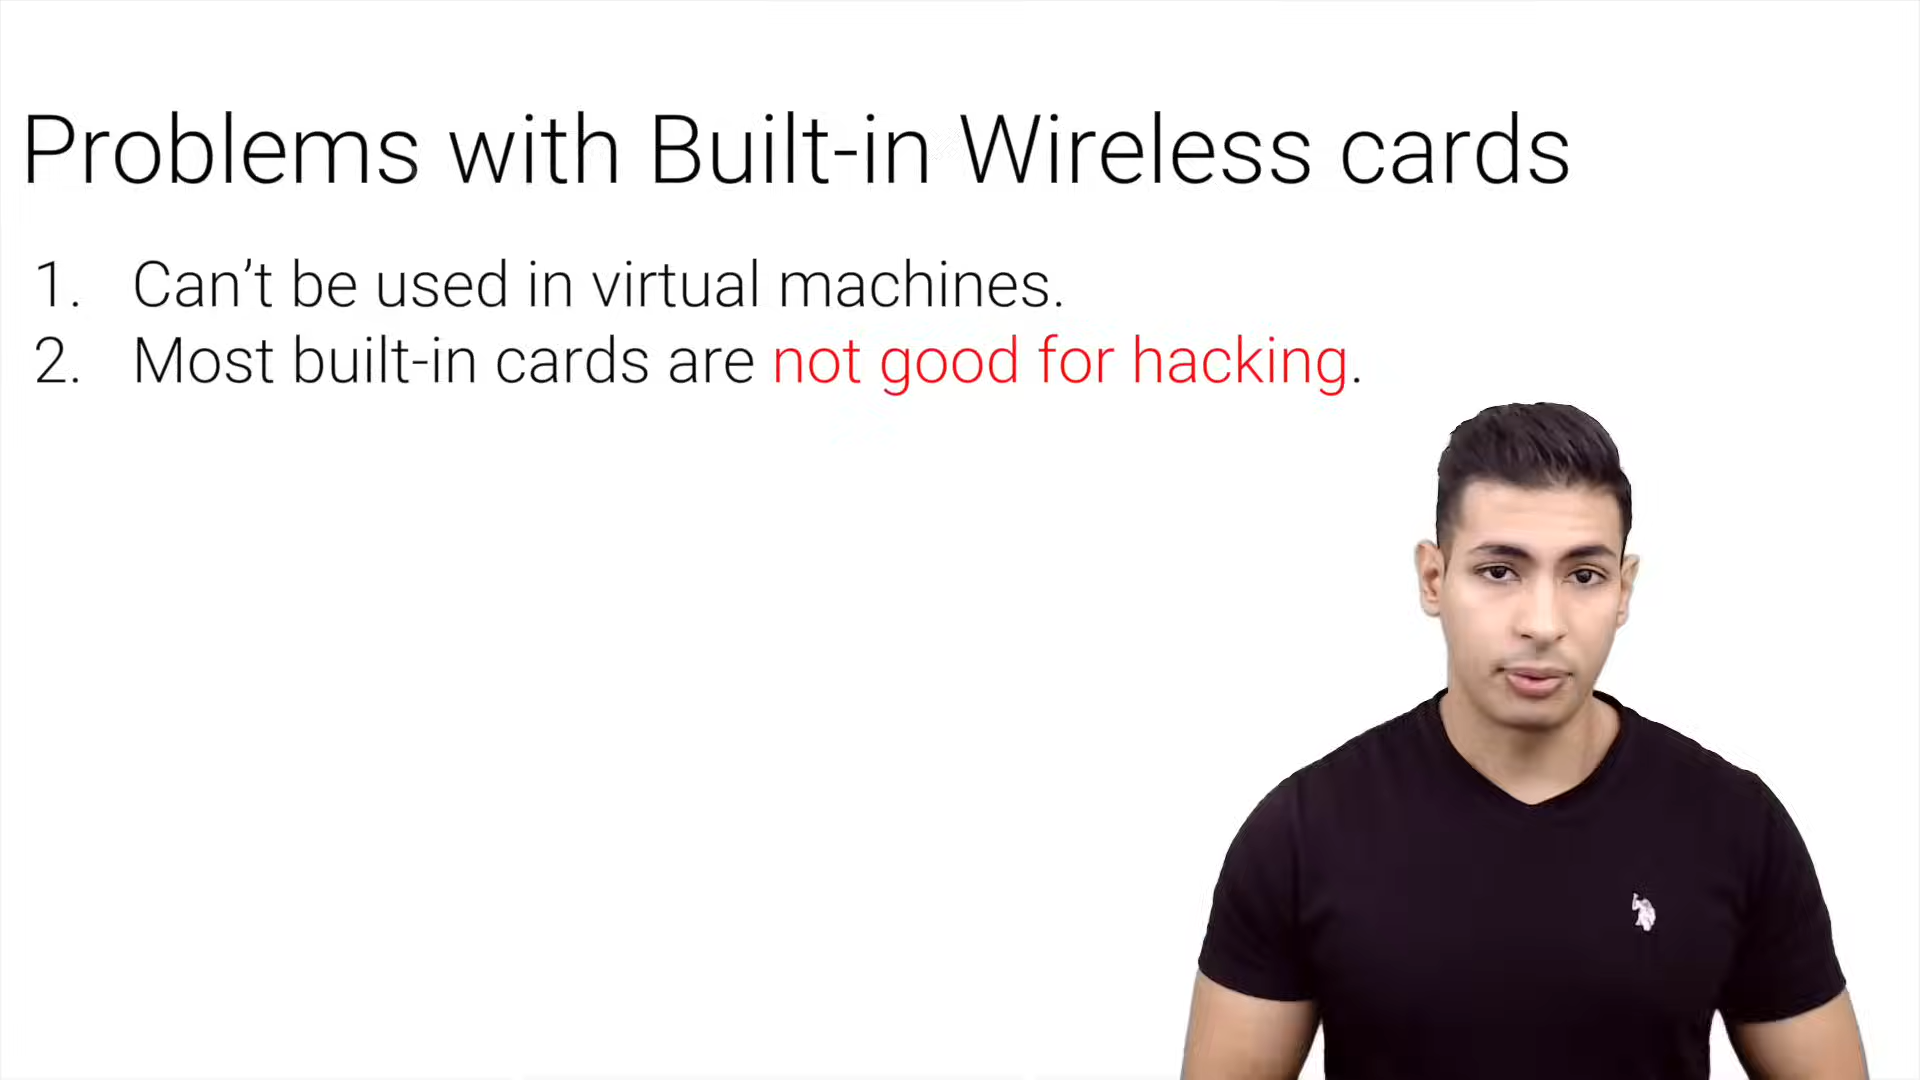 Problems with Built-in Wireless cards
1. Can’t be used in virtual machines.
2. Most built-in cards are not good for hacking.